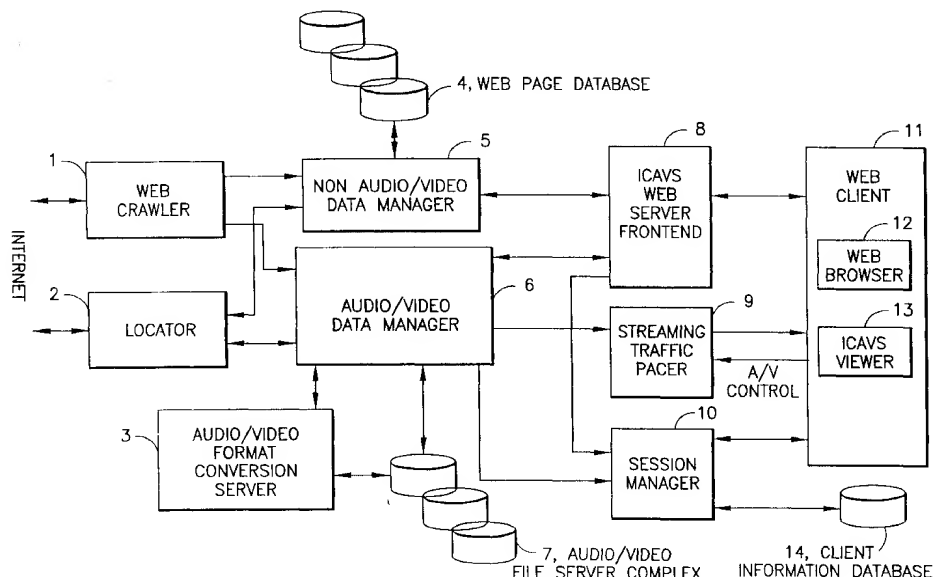 4, WEB PAGE DATABASE
1
WEB
CRAWLER
5
NON AUDIO/VIDEO
DATA MANAGER
8
ICAVS
WEB
SERVER
FRONTEND
11
WEB
CLIENT
12
WEB
BROWSER
INTERNET
2
LOCATOR
6
AUDIO/VIDEO
DATA MANAGER
9
STREAMING
TRAFFIC
PACER
13
ICAVS
VIEWER
A/V
CONTROL
3
AUDIO/VIDEO
FORMAT
CONVERSION
SERVER
10
SESSION
MANAGER
7, AUDIO/VIDEO
FILE SERVER COMPLEX
14, CLIENT
INFORMATION DATABASE